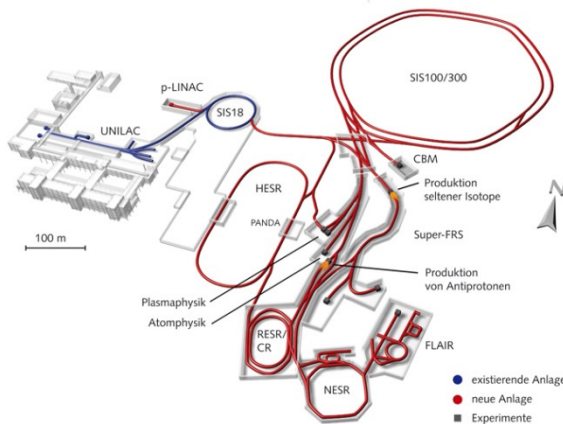 p-LINAC
SIS18
UNILAC
SIS100/300
CBM
Produktion
seltener Isotope
HESR
PANDA
Super-FRS
N
100 m
Plasmaphysik
Atomphysik
Produktion
von Antiprotonen
RESR/
CR
FLAIR
NESR
existierende Anlage
neue Anlage
Experimente